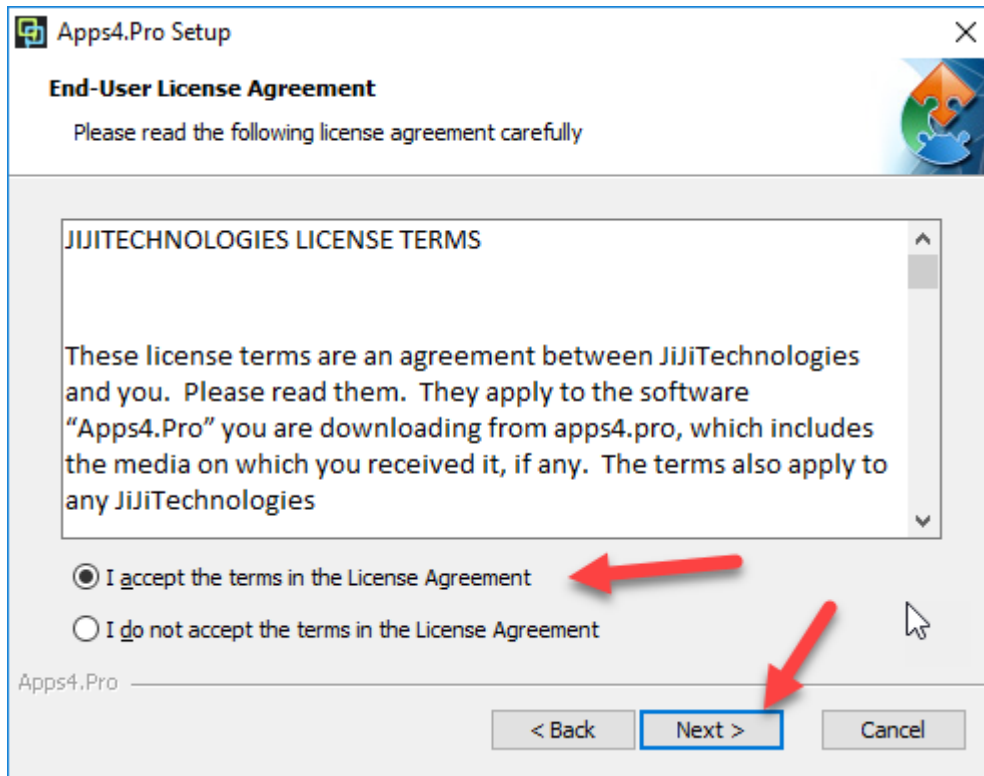 Apps4.Pro Setup
End-User License Agreement
Please read the following license agreement carefully
JIJITECHNOLOGIES LICENSE TERMS
These license terms are an agreement between JiJiTechnologies
and you.  Please read them.  They apply to the software
“Apps4.Pro” you are downloading from apps4.pro, which includes
the media on which you received it, if any.  The terms also apply to
any JiJiTechnologies
I accept the terms in the License Agreement
I do not accept the terms in the License Agreement
Apps4.Pro
< Back
Next >
Cancel